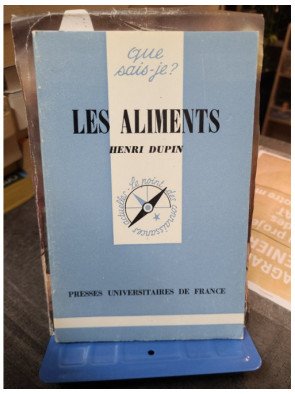 que
sais-je?
LES ALIMENTS
HENRI DUPIN
le point des connaissances actuelles
PRESSES UNIVERSITAIRES DE FRANCE